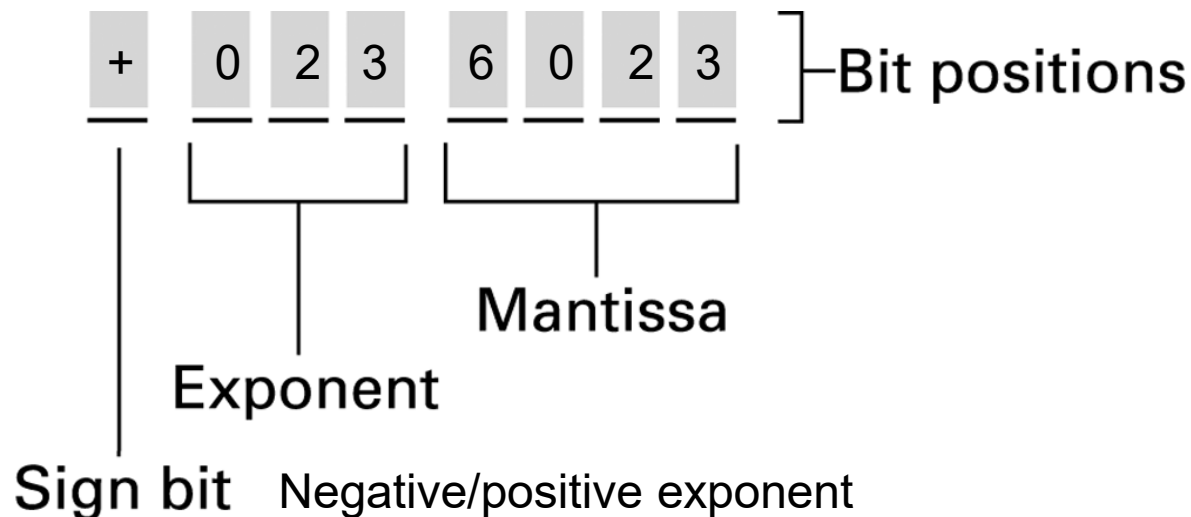 + 0 2 3 6 0 2 3 Bit positions
Mantissa
Exponent
Sign bit Negative/positive exponent